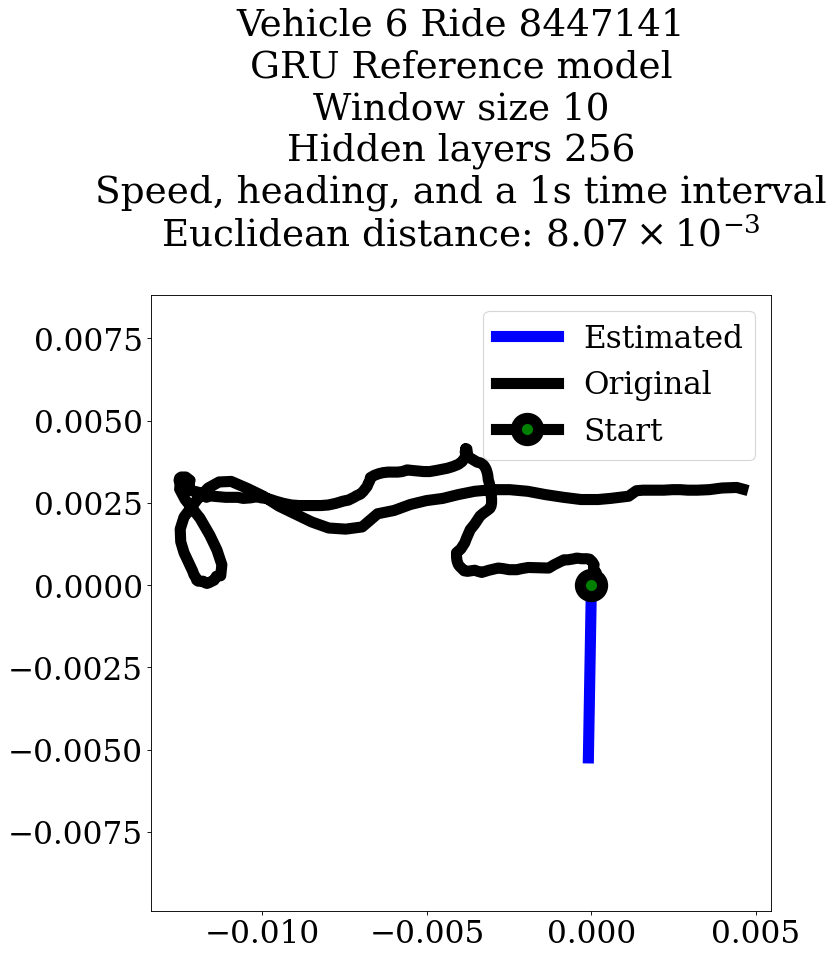 Vehicle 6 Ride 8447141
GRU Reference model
Window size 10
Hidden layers 256
Speed, heading, and a 1s time interval
Euclidean distance: 8.07 × 10⁻³
Estimated
Original
Start
0.0075
0.0050
0.0025
0.0000
−0.0025
−0.0050
−0.0075
−0.010
−0.005
0.000
0.005